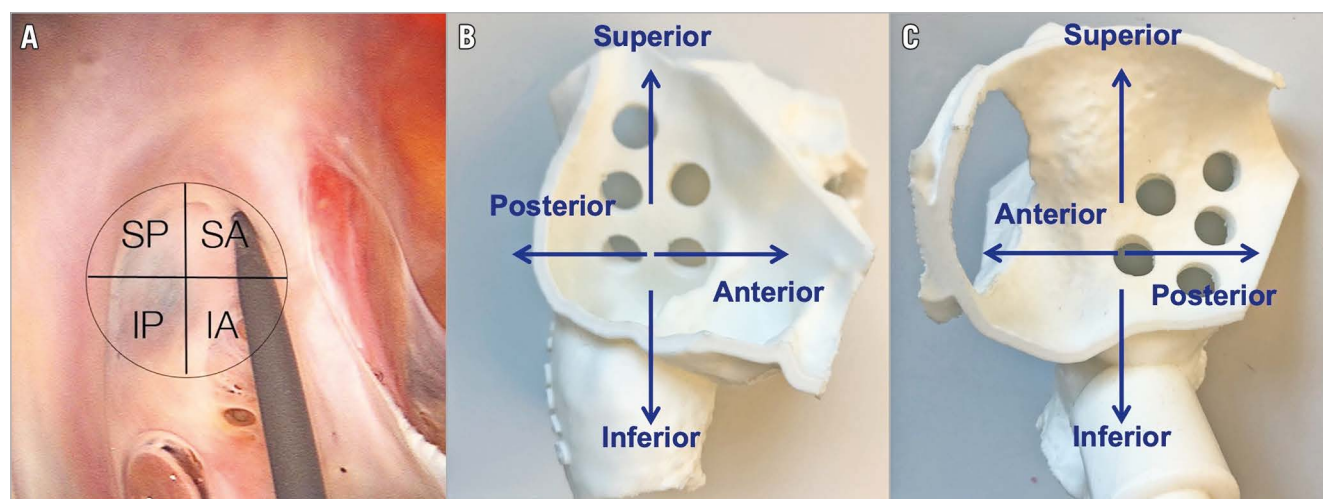 A
SP
SA
IP
IA
B
Superior
Posterior
Anterior
Inferior
C
Superior
Anterior
Posterior
Inferior